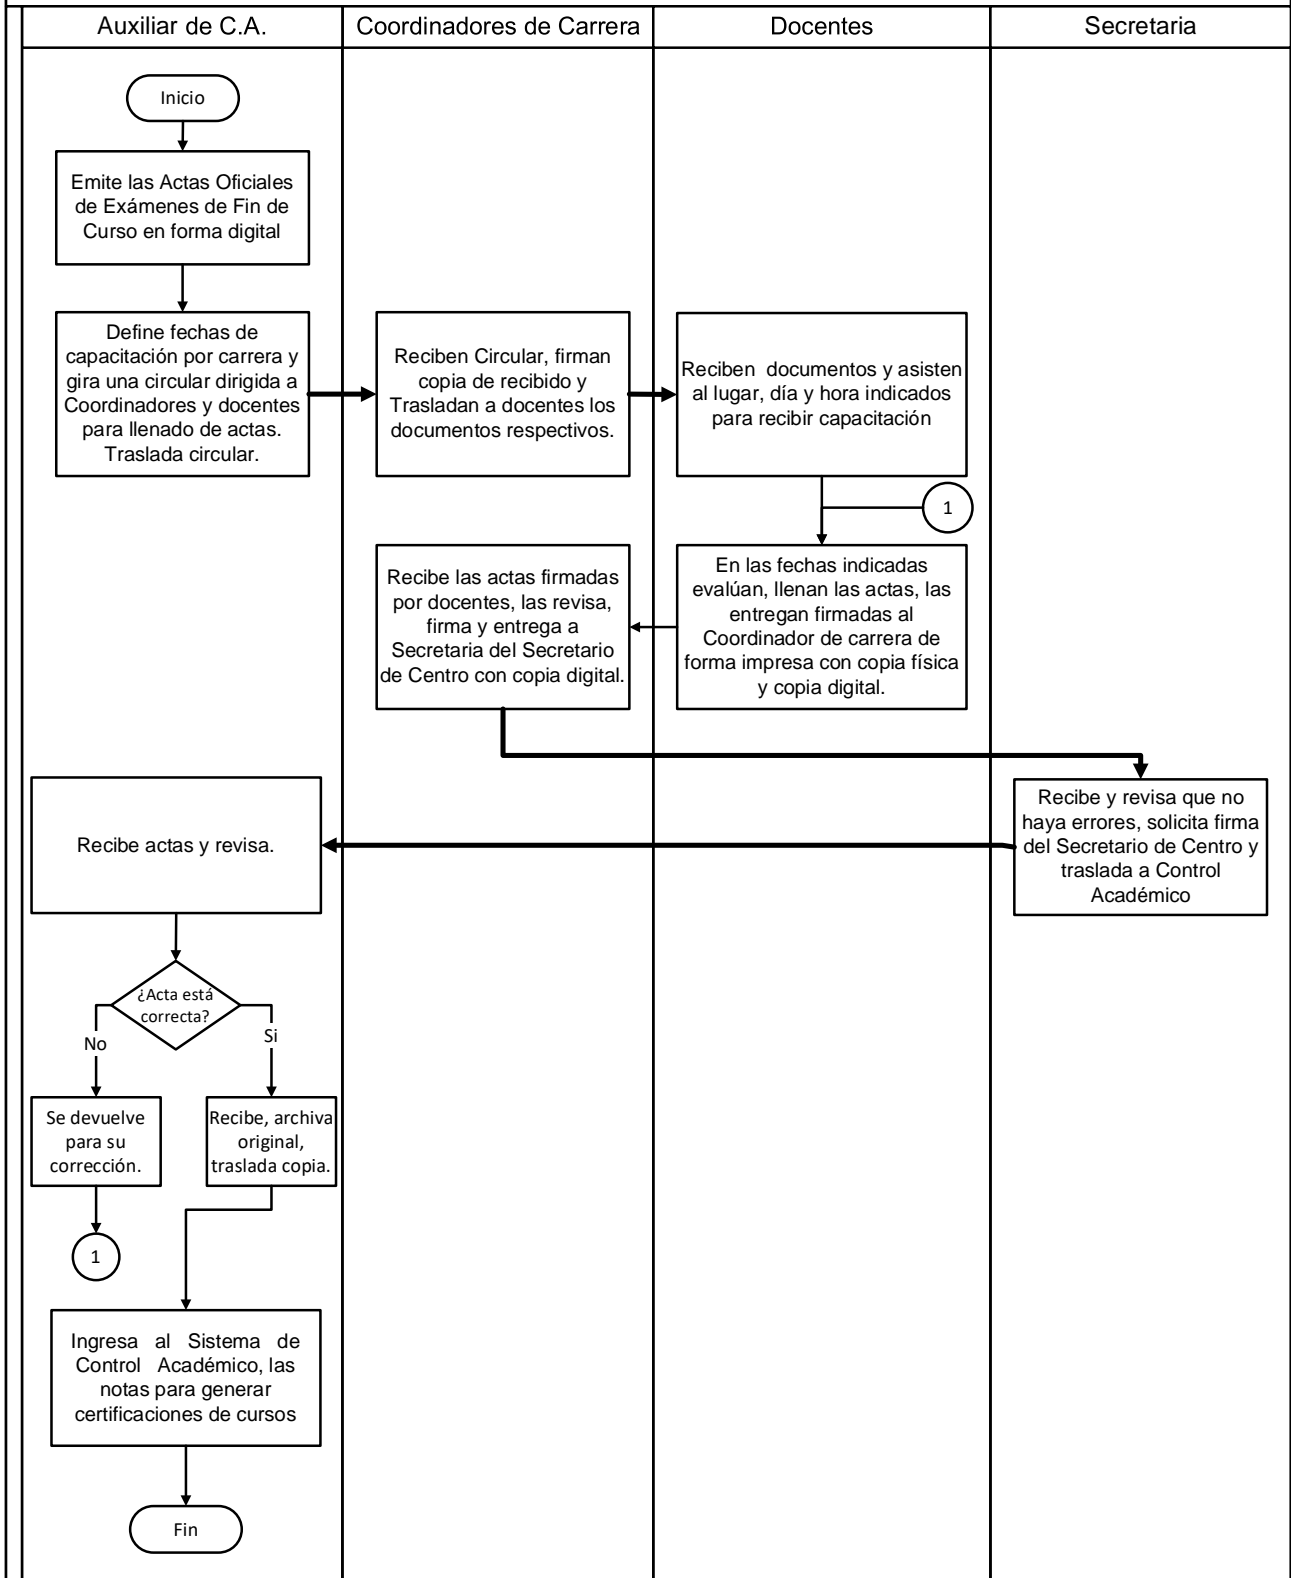 Auxiliar de C.A.
Coordinadores de Carrera
Docentes
Secretaria
Inicio
Emite las Actas Oficiales
de Exámenes de Fin de
Curso en forma digital
Define fechas de
capacitación por carrera y
gira una circular dirigida a
Coordinadores y docentes
para llenado de actas.
Traslada circular.
Reciben Circular, firman
copia de recibido y
Trasladan a docentes los
documentos respectivos.
Reciben documentos y asisten
al lugar, día y hora indicados
para recibir capacitación
1
En las fechas indicadas
evalúan, llenan las actas, las
entregan firmadas al
Coordinador de carrera de
forma impresa con copia física
y copia digital.
Recibe las actas firmadas
por docentes, las revisa,
firma y entrega a
Secretaria del Secretario
de Centro con copia digital.
Recibe y revisa que no
haya errores, solicita firma
del Secretario de Centro y
traslada a Control
Académico
Recibe actas y revisa.
¿Acta está
correcta?
No
Si
Se devuelve
para su
corrección.
Recibe, archiva
original,
traslada copia.
1
Ingresa al Sistema de
Control Académico, las
notas para generar
certificaciones de cursos
Fin